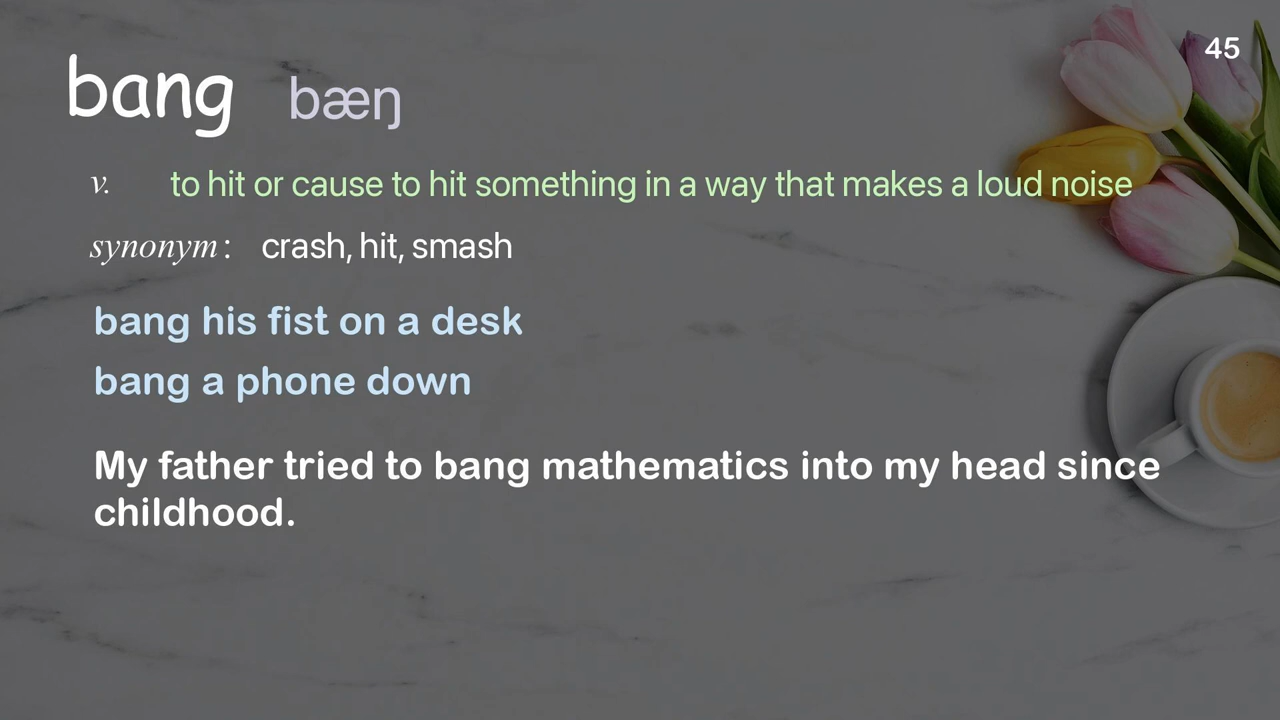 45
bang bæŋ
v. to hit or cause to hit something in a way that makes a loud noise
synonym: crash, hit, smash
bang his fist on a desk
bang a phone down
My father tried to bang mathematics into my head since
childhood.